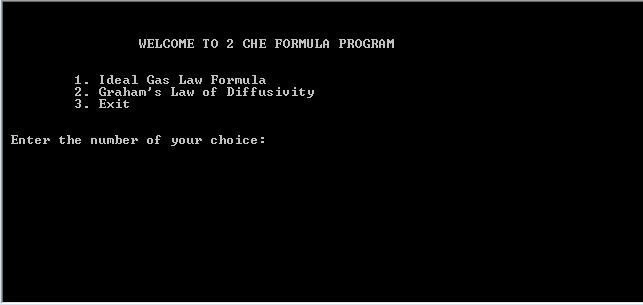 WELCOME TO 2 CHE FORMULA PROGRAM
1. Ideal Gas Law Formula
2. Graham's Law of Diffusivity
3. Exit
Enter the number of your choice: